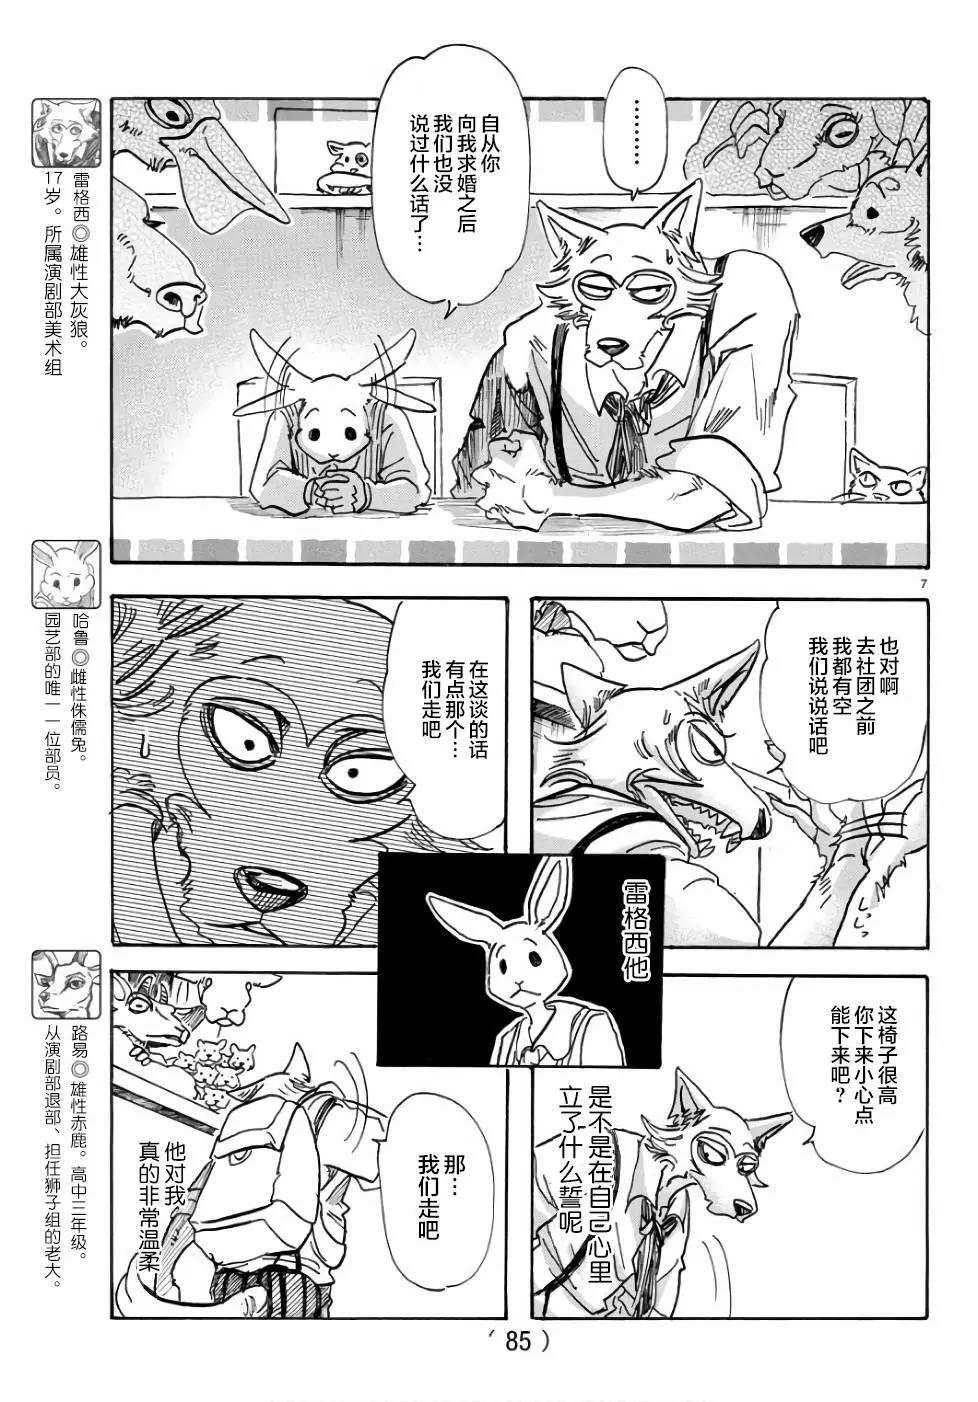 ………
自从你
向我求婚之后
我们也没
说过什么话了…
7
也对啊
去社团之前
我都有空
我们说说话吧
じっ
在这谈的话
有点那个…
我们走吧
雷格西他
这椅子很高
你下来小心点
能下来吧?
是不是在自己心里
立了什么誓呢
那…
我们走吧
他对我
真的非常温柔
雷格西◎雄性大灰狼。
17岁。所属演剧部美术组
哈鲁◎雌性侏儒兔。
园艺部的唯一一位部员。
路易◎雄性赤鹿。高中三年级。
从演剧部退部、担任狮子组的老大。
(85)